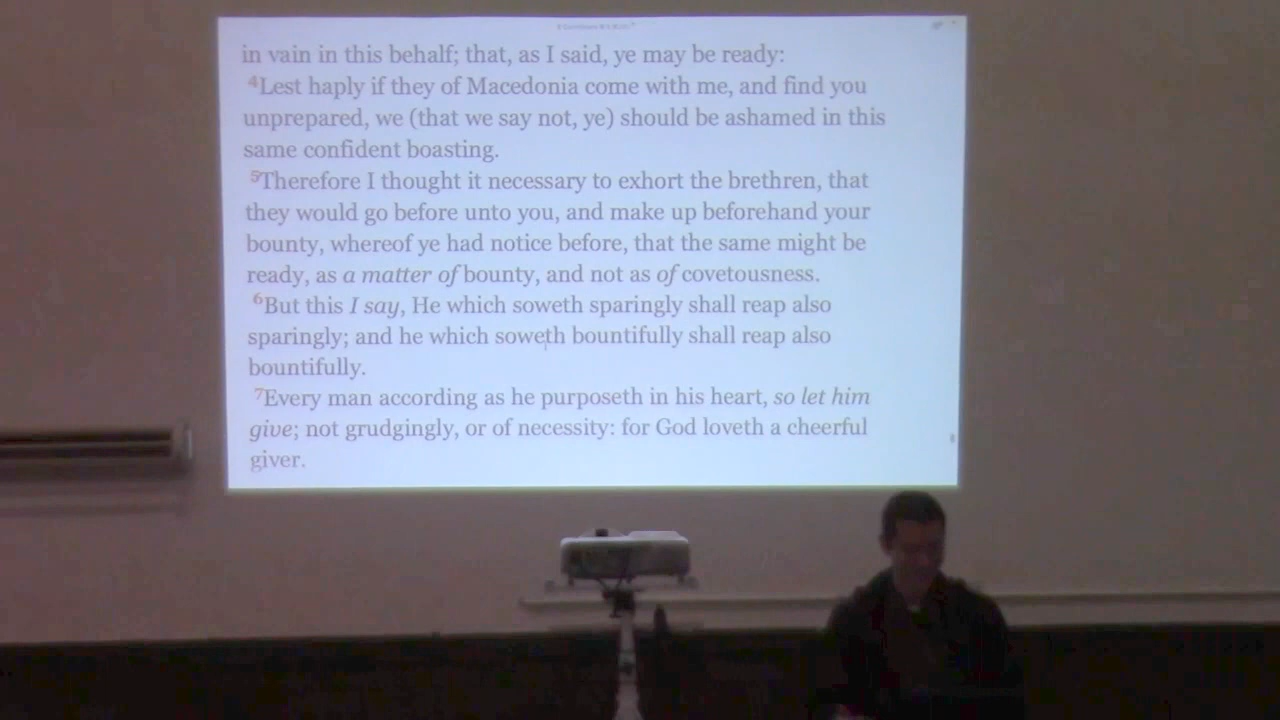 in vain in this behalf; that, as I said, ye may be ready:
4Lest haply if they of Macedonia come with me, and find you
unprepared, we (that we say not, ye) should be ashamed in this
same confident boasting.
5Therefore I thought it necessary to exhort the brethren, that
they would go before unto you, and make up beforehand your
bounty, whereof ye had notice before, that the same might be
ready, as a matter of bounty, and not as of covetousness.
6But this I say, He which soweth sparingly shall reap also
sparingly; and he which soweth bountifully shall reap also
bountifully.
7Every man according as he purposeth in his heart, so let him
give; not grudgingly, or of necessity: for God loveth a cheerful
giver.